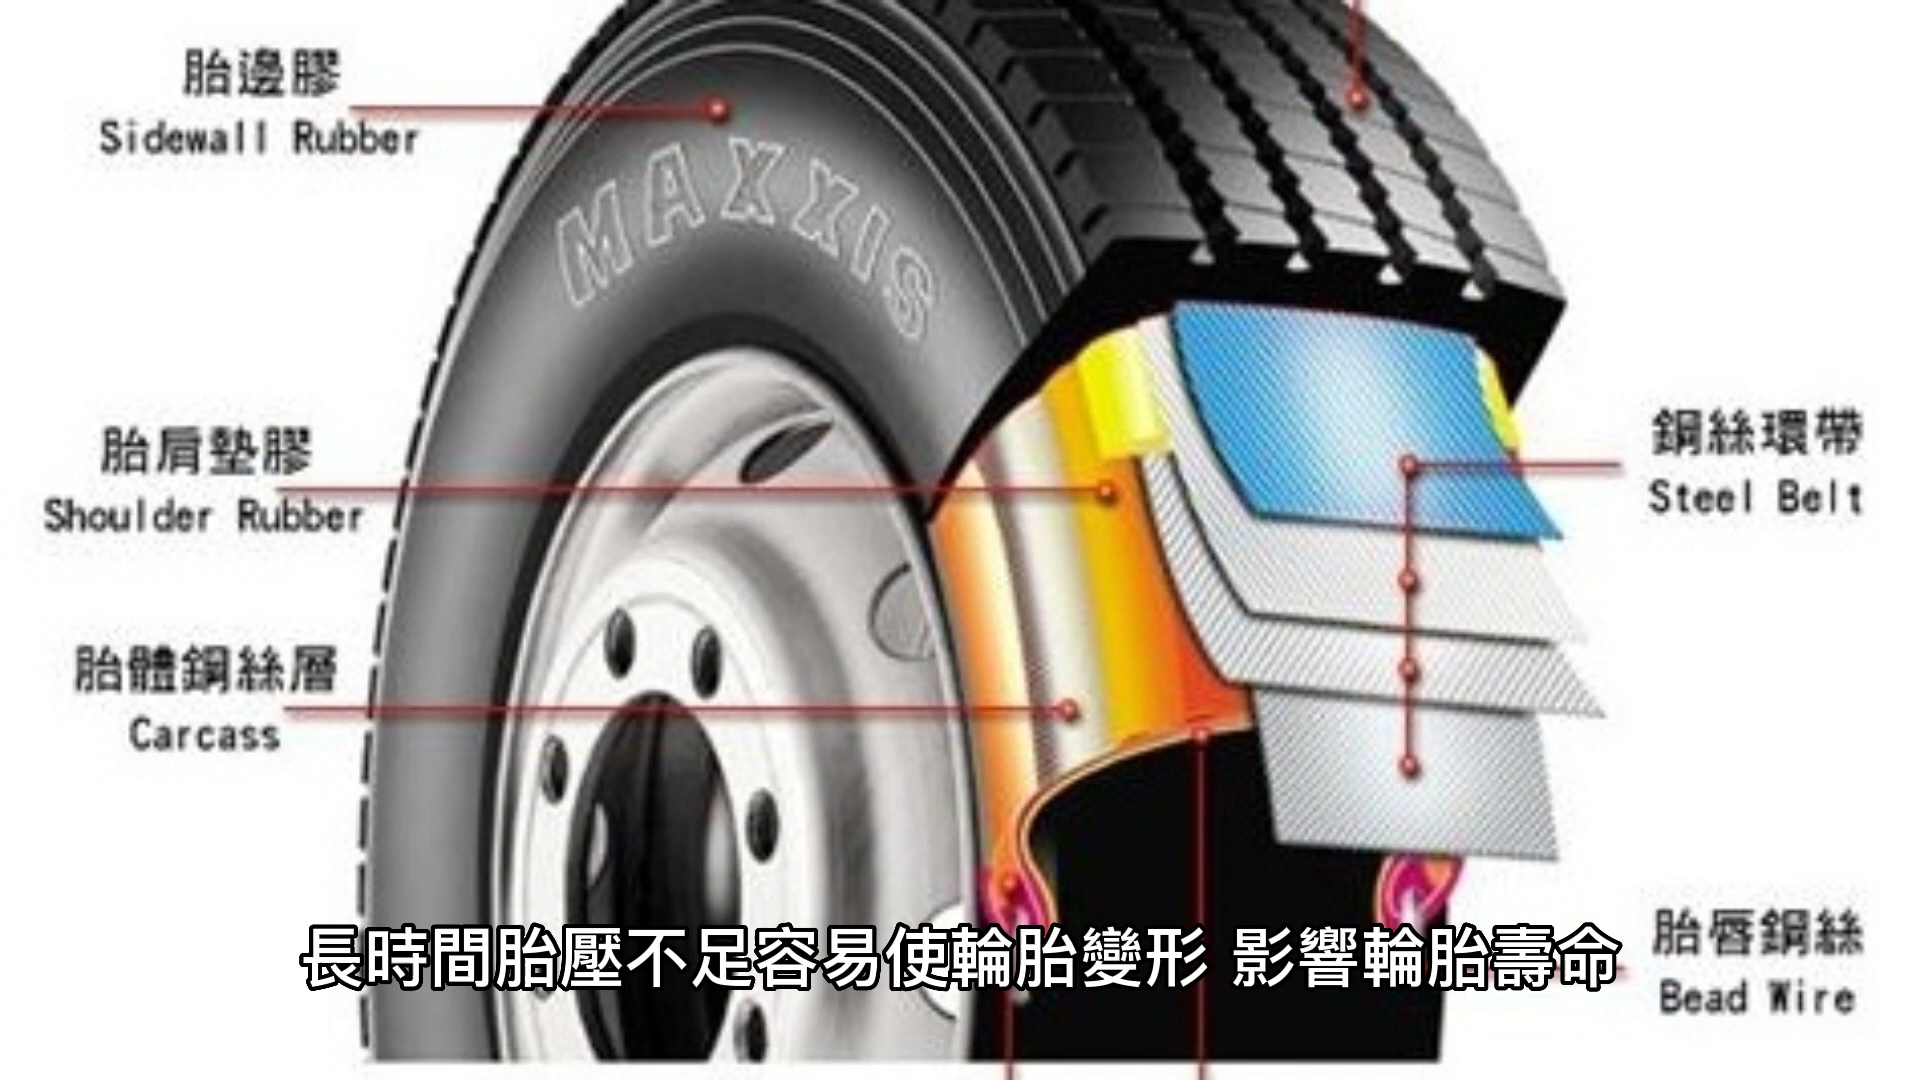 胎邊膠
Sidewall Rubber
MAXXIS
胎肩墊膠
Shoulder Rubber
鋼絲環帶
Steel Belt
胎體鋼絲層
Carcass
胎唇鋼絲
Bead Wire
長時間胎壓不足容易使輪胎變形 影響輪胎壽命